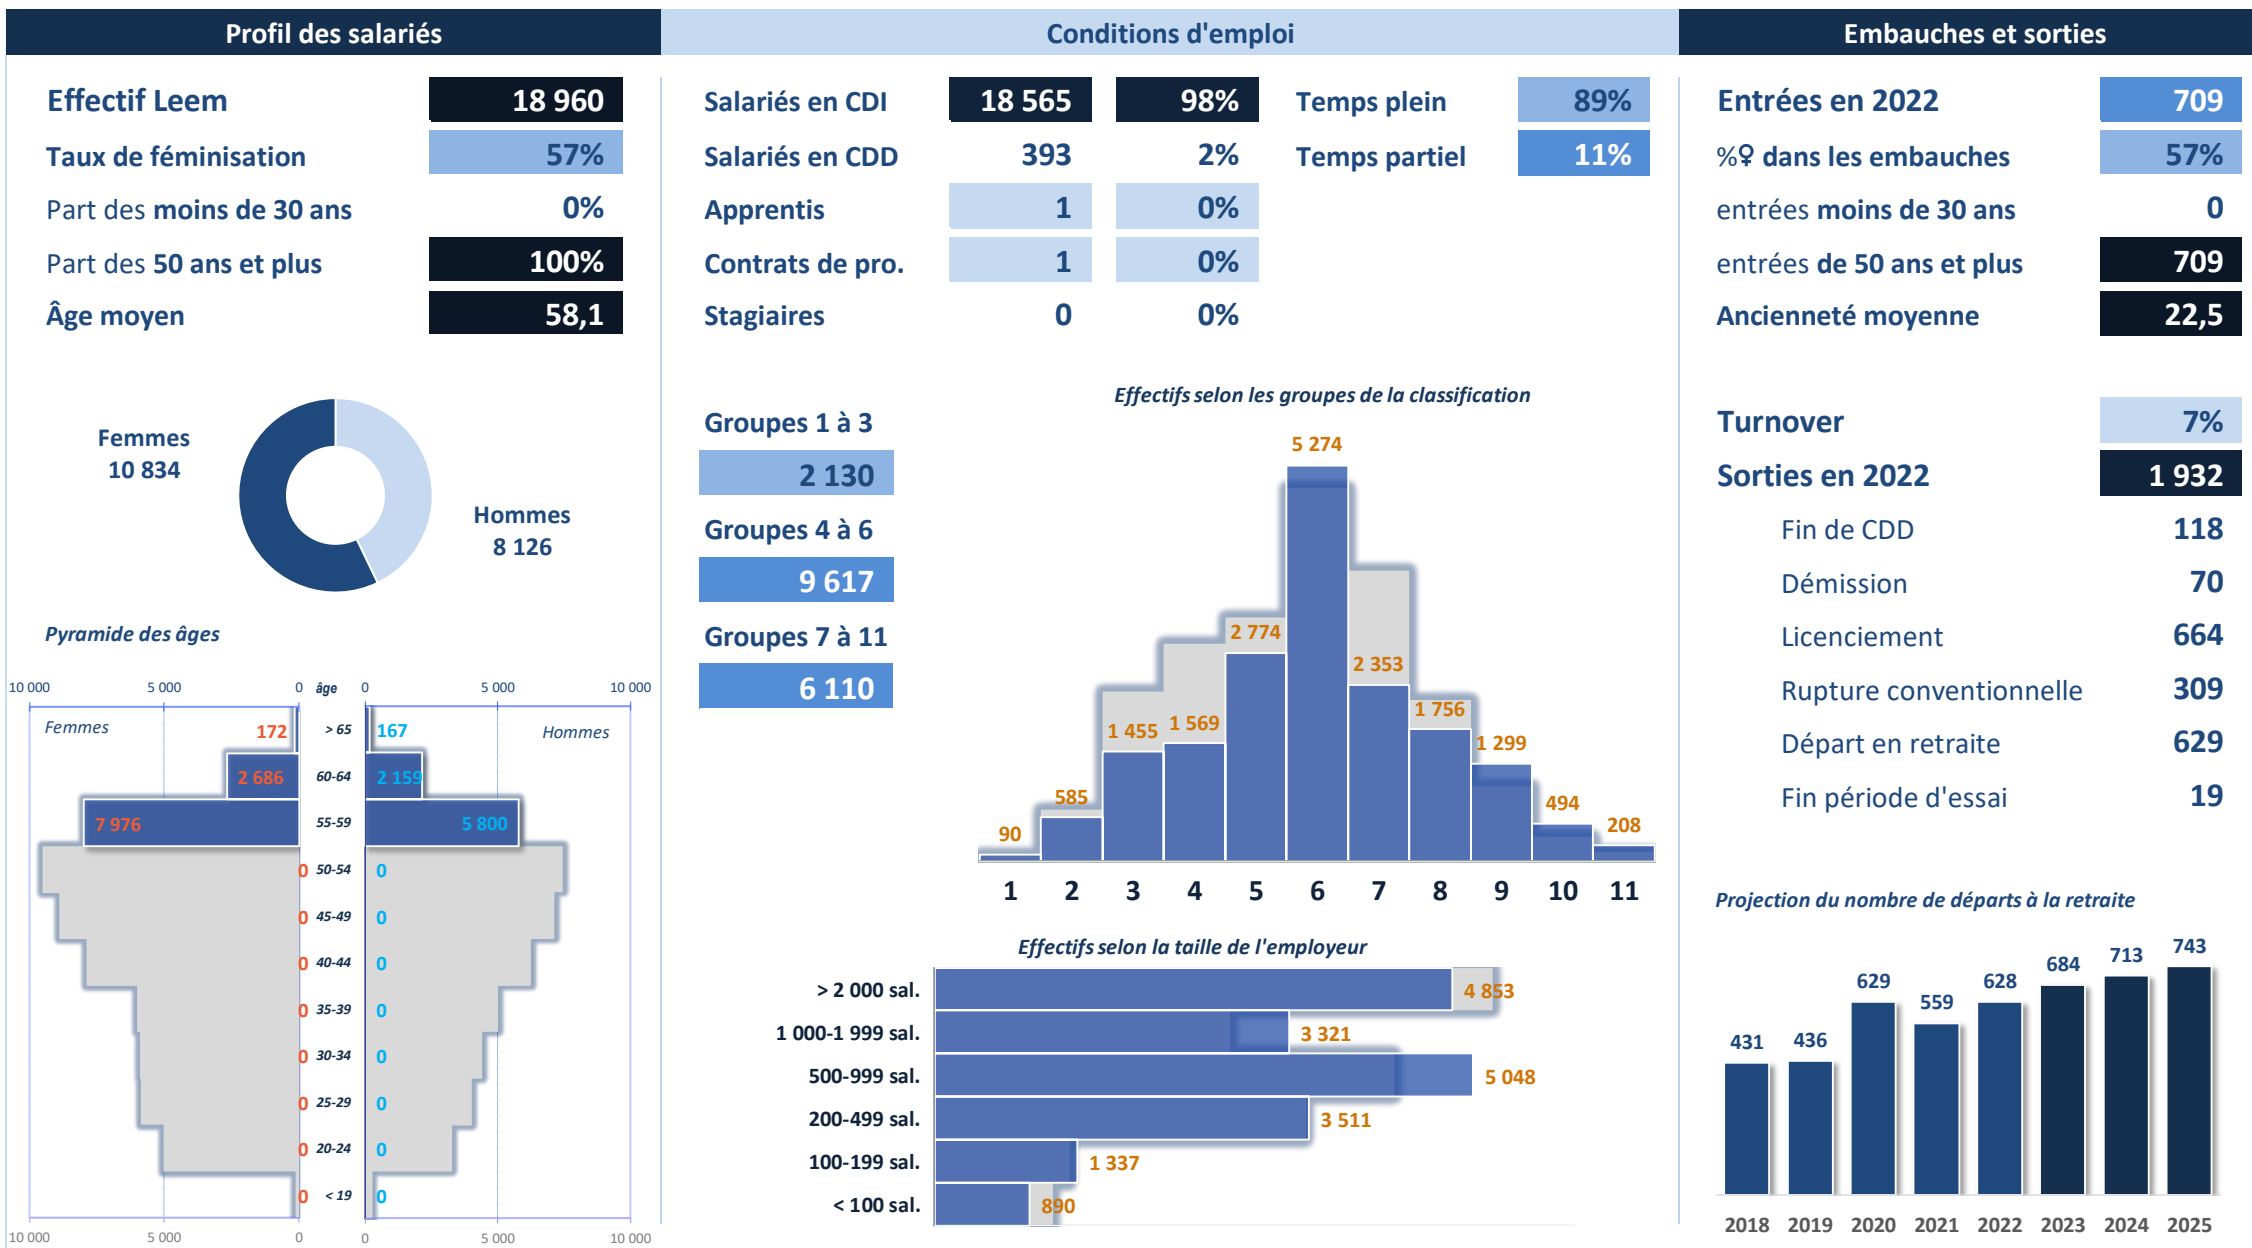 Profil des salariés
Effectif Leem 18 960
Taux de féminisation 57%
Part des moins de 30 ans 0%
Part des 50 ans et plus 100%
Âge moyen 58,1
Femmes
10 834
Hommes
8 126
Pyramide des âges
10 000 5 000 0 âge 0 5 000 10 000
Femmes Hommes
172 > 65 167
2 686 60-64 2 159
7 976 55-59 5 800
0 50-54 0
0 45-49 0
0 40-44 0
0 35-39 0
0 30-34 0
0 25-29 0
0 20-24 0
0 < 19 0
10 000 5 000 0 0 5 000 10 000
Conditions d'emploi
Salariés en CDI 18 565 98% Temps plein 89%
Salariés en CDD 393 2% Temps partiel 11%
Apprentis 1 0%
Contrats de pro. 1 0%
Stagiaires 0 0%
Groupes 1 à 3
2 130
Groupes 4 à 6
9 617
Groupes 7 à 11
6 110
Effectifs selon les groupes de la classification
90 585 1 455 1 569 2 774 5 274 2 353 1 756 1 299 494 208
1 2 3 4 5 6 7 8 9 10 11
Effectifs selon la taille de l'employeur
> 2 000 sal. 4 853
1 000-1 999 sal. 3 321
500-999 sal. 5 048
200-499 sal. 3 511
100-199 sal. 1 337
< 100 sal. 890
Embauches et sorties
Entrées en 2022 709
%♀ dans les embauches 57%
entrées moins de 30 ans 0
entrées de 50 ans et plus 709
Ancienneté moyenne 22,5
Turnover 7%
Sorties en 2022 1 932
Fin de CDD 118
Démission 70
Licenciement 664
Rupture conventionnelle 309
Départ en retraite 629
Fin période d'essai 19
Projection du nombre de départs à la retraite
431 436 629 559 628 684 713 743
2018 2019 2020 2021 2022 2023 2024 2025